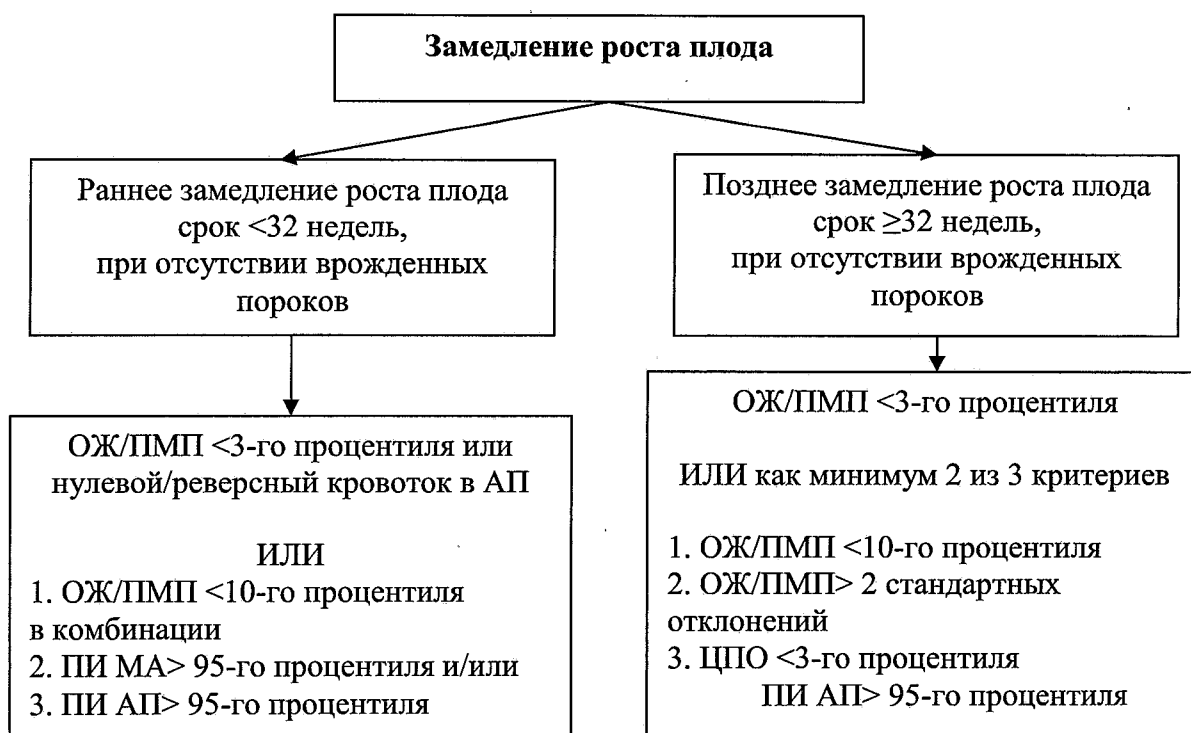 Замедление роста плода
Раннее замедление роста плода
срок <32 недель,
при отсутствии врожденных
пороков
Позднее замедление роста плода
срок ≥32 недель,
при отсутствии врожденных
пороков
ОЖ/ПМП <3-го процентиля или
нулевой/реверсный кровоток в АП
ИЛИ
1. ОЖ/ПМП <10-го процентиля
в комбинации
2. ПИ МА> 95-го процентиля и/или
3. ПИ АП> 95-го процентиля
ОЖ/ПМП <3-го процентиля
ИЛИ как минимум 2 из 3 критериев
1. ОЖ/ПМП <10-го процентиля
2. ОЖ/ПМП> 2 стандартных
отклонений
3. ЦПО <3-го процентиля
ПИ АП> 95-го процентиля